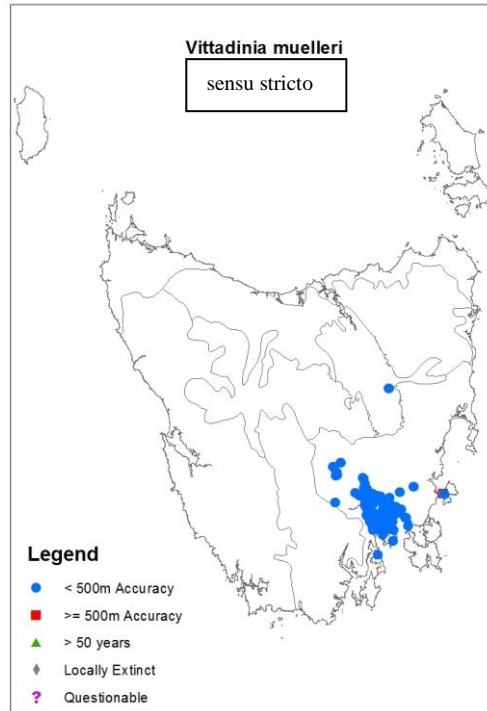 Vittadinia muelleri
sensu stricto
Legend
< 500m Accuracy
>= 500m Accuracy
> 50 years
Locally Extinct
? Questionable